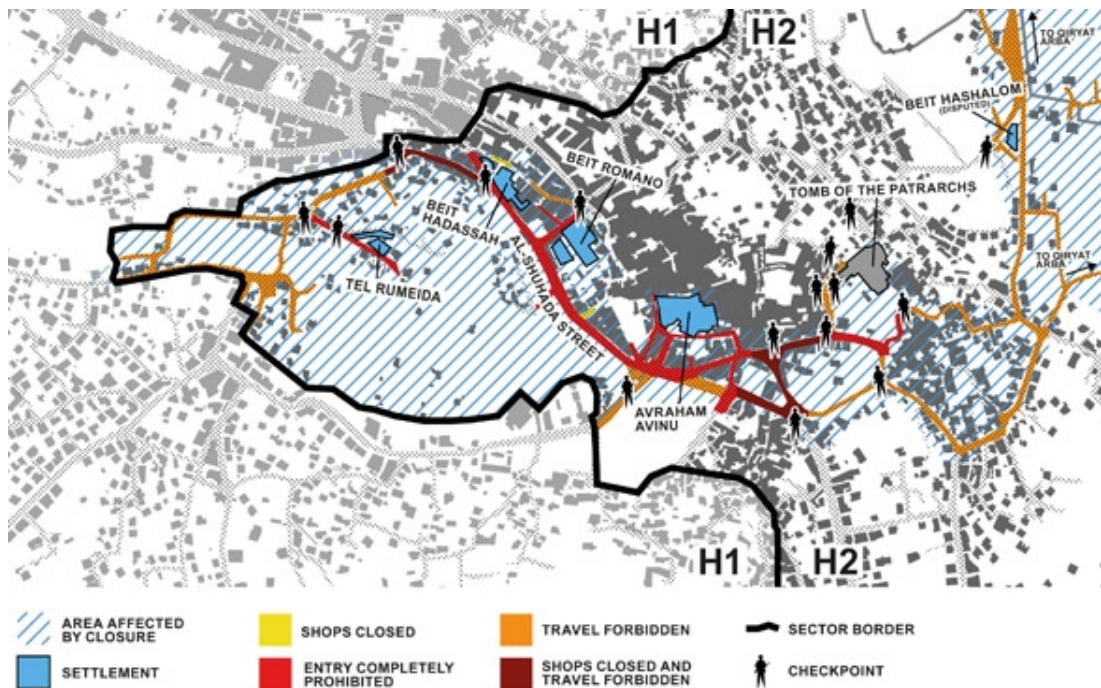 H1
H2
TO QIRYAT
ARBA
BEIT HASHALOM
(DISPUTED)
BEIT ROMANO
TOMB OF THE PATRARCHS
BEIT
HADASSAH
AL-SHUHADA STREET
TO QIRYAT
ARBA
TEL RUMEIDA
AVRAHAM
AVINU
H1
H2
AREA AFFECTED
BY CLOSURE
SHOPS CLOSED
TRAVEL FORBIDDEN
SECTOR BORDER
SETTLEMENT
ENTRY COMPLETELY
PROHIBITED
SHOPS CLOSED AND
TRAVEL FORBIDDEN
CHECKPOINT